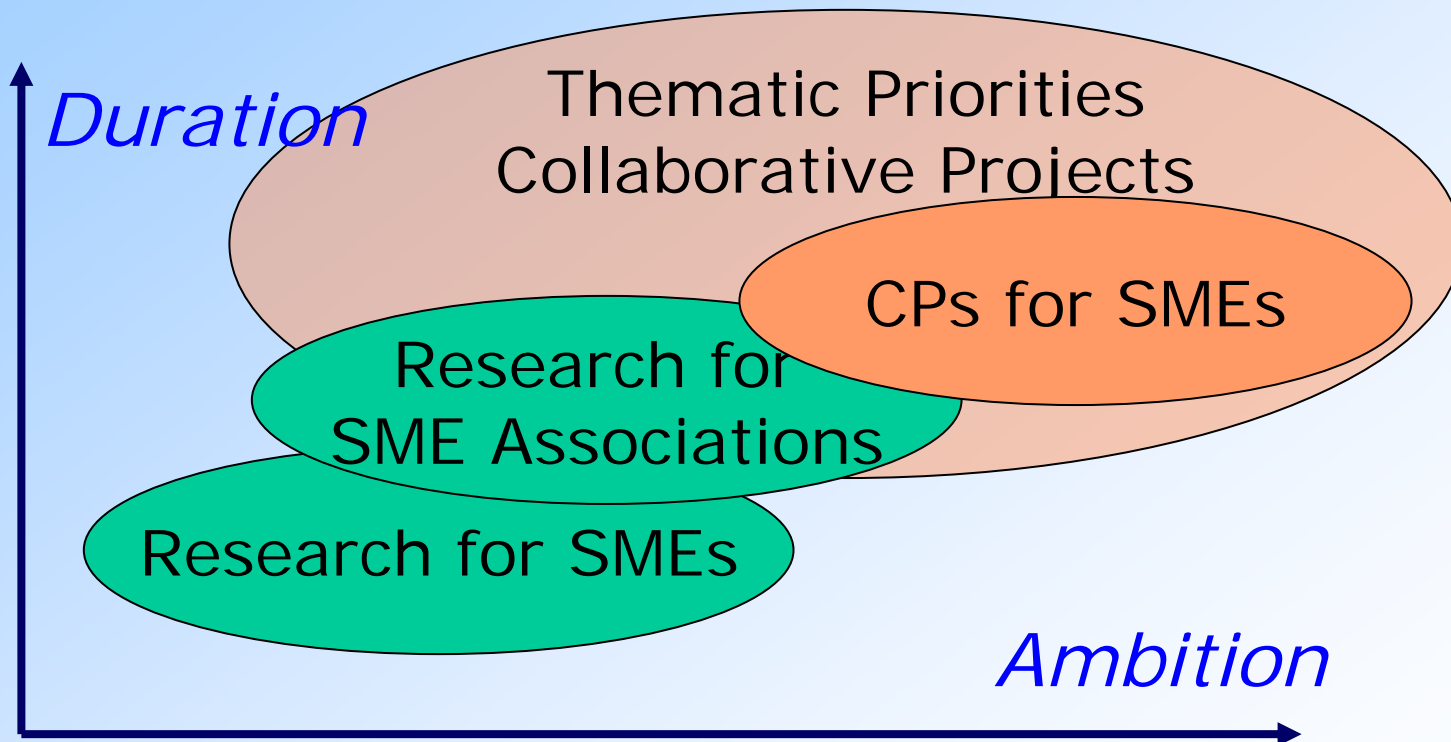 Duration
Thematic Priorities
Collaborative Projects
CPs for SMEs
Research for
SME Associations
Research for SMEs
Ambition